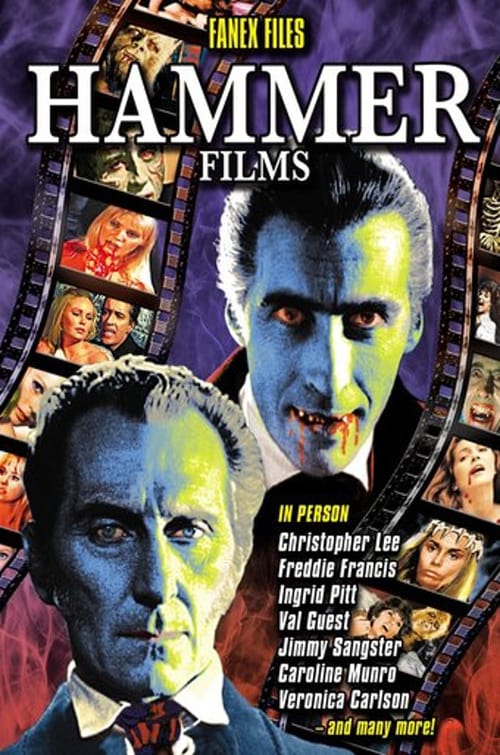 FANEX FILES
HAMMER
FILMS
IN PERSON
Christopher Lee
Freddie Francis
Ingrid Pitt
Val Guest
Jimmy Sangster
Caroline Munro
Veronica Carlson
– and many more!